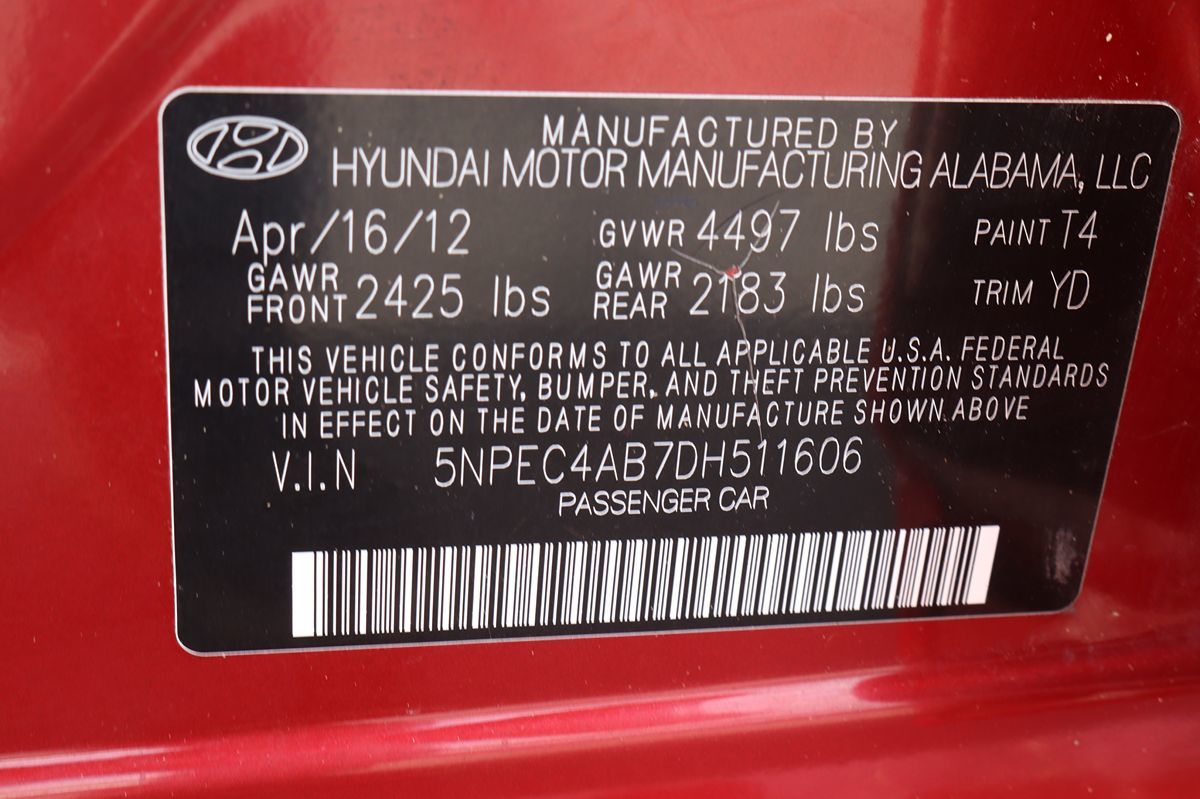 MANUFACTURED BY
HYUNDAI MOTOR MANUFACTURING ALABAMA, LLC
Apr/16/12 GVWR 4497 lbs PAINT T4
GAWR FRONT 2425 lbs GAWR REAR 2183 lbs TRIM YD
THIS VEHICLE CONFORMS TO ALL APPLICABLE U.S.A. FEDERAL
MOTOR VEHICLE SAFETY, BUMPER, AND THEFT PREVENTION STANDARDS
IN EFFECT ON THE DATE OF MANUFACTURE SHOWN ABOVE
V.I.N 5NPEC4AB7DH511606
PASSENGER CAR